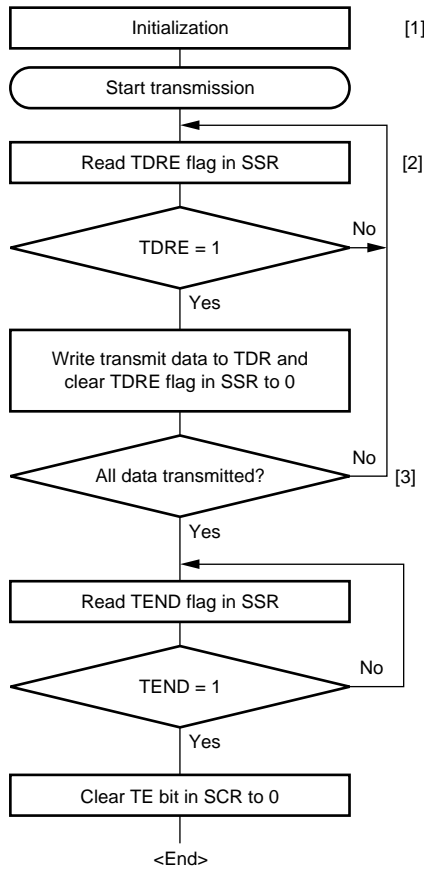 Initialization
[1]
Start transmission
Read TDRE flag in SSR
[2]
No
TDRE = 1
Yes
Write transmit data to TDR and
clear TDRE flag in SSR to 0
No
All data transmitted?
[3]
Yes
Read TEND flag in SSR
No
TEND = 1
Yes
Clear TE bit in SCR to 0
<End>